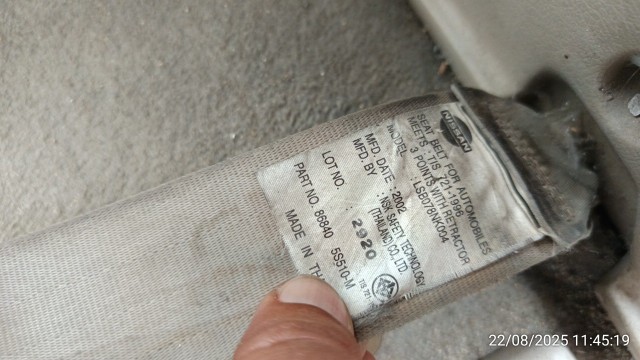 NISSAN
SEAT BELT FOR AUTOMOBILES
MEETS : TIS 721-1996
3 POINTS WITH RETRACTOR
MODEL : LSB078NK004
MFD. DATE : 2002
MFD. BY : NSK SAFETY TECHNOLOGY
(THAILAND) CO., LTD.
LOT NO. : 2920
PART NO. 86840 5S510-M
MADE IN TH
22/08/2025 11:45:19